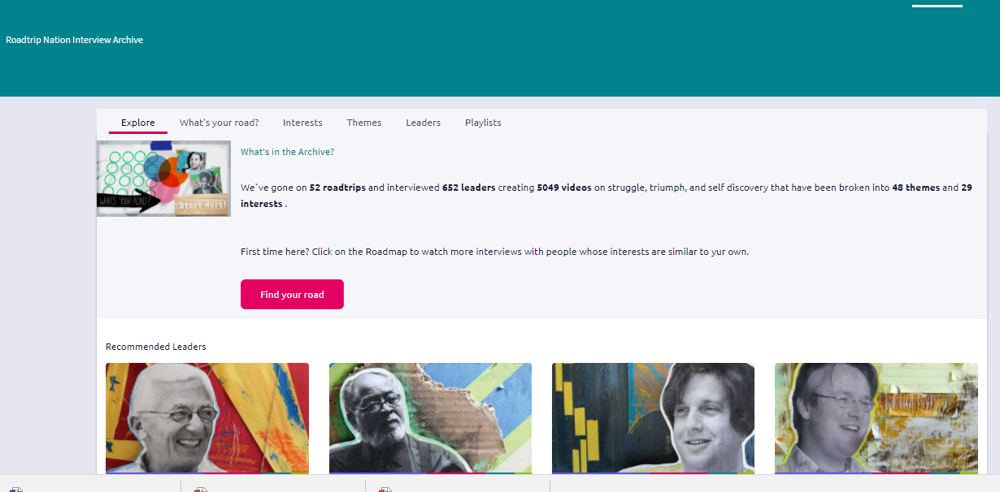 Roadtrip Nation Interview Archive
Explore What's your road? Interests Themes Leaders Playlists
WHAT'S YOUR ROAD?
Start Here!
What's in the Archive?
We`ve gone on 52 roadtrips and interviewed 652 leaders creating 5049 videos on struggle, triumph, and self discovery that have been broken into 48 themes and 29
interests .
First time here? Click on the Roadmap to watch more interviews with people whose interests are similar to yur own.
Find your road
Recommended Leaders